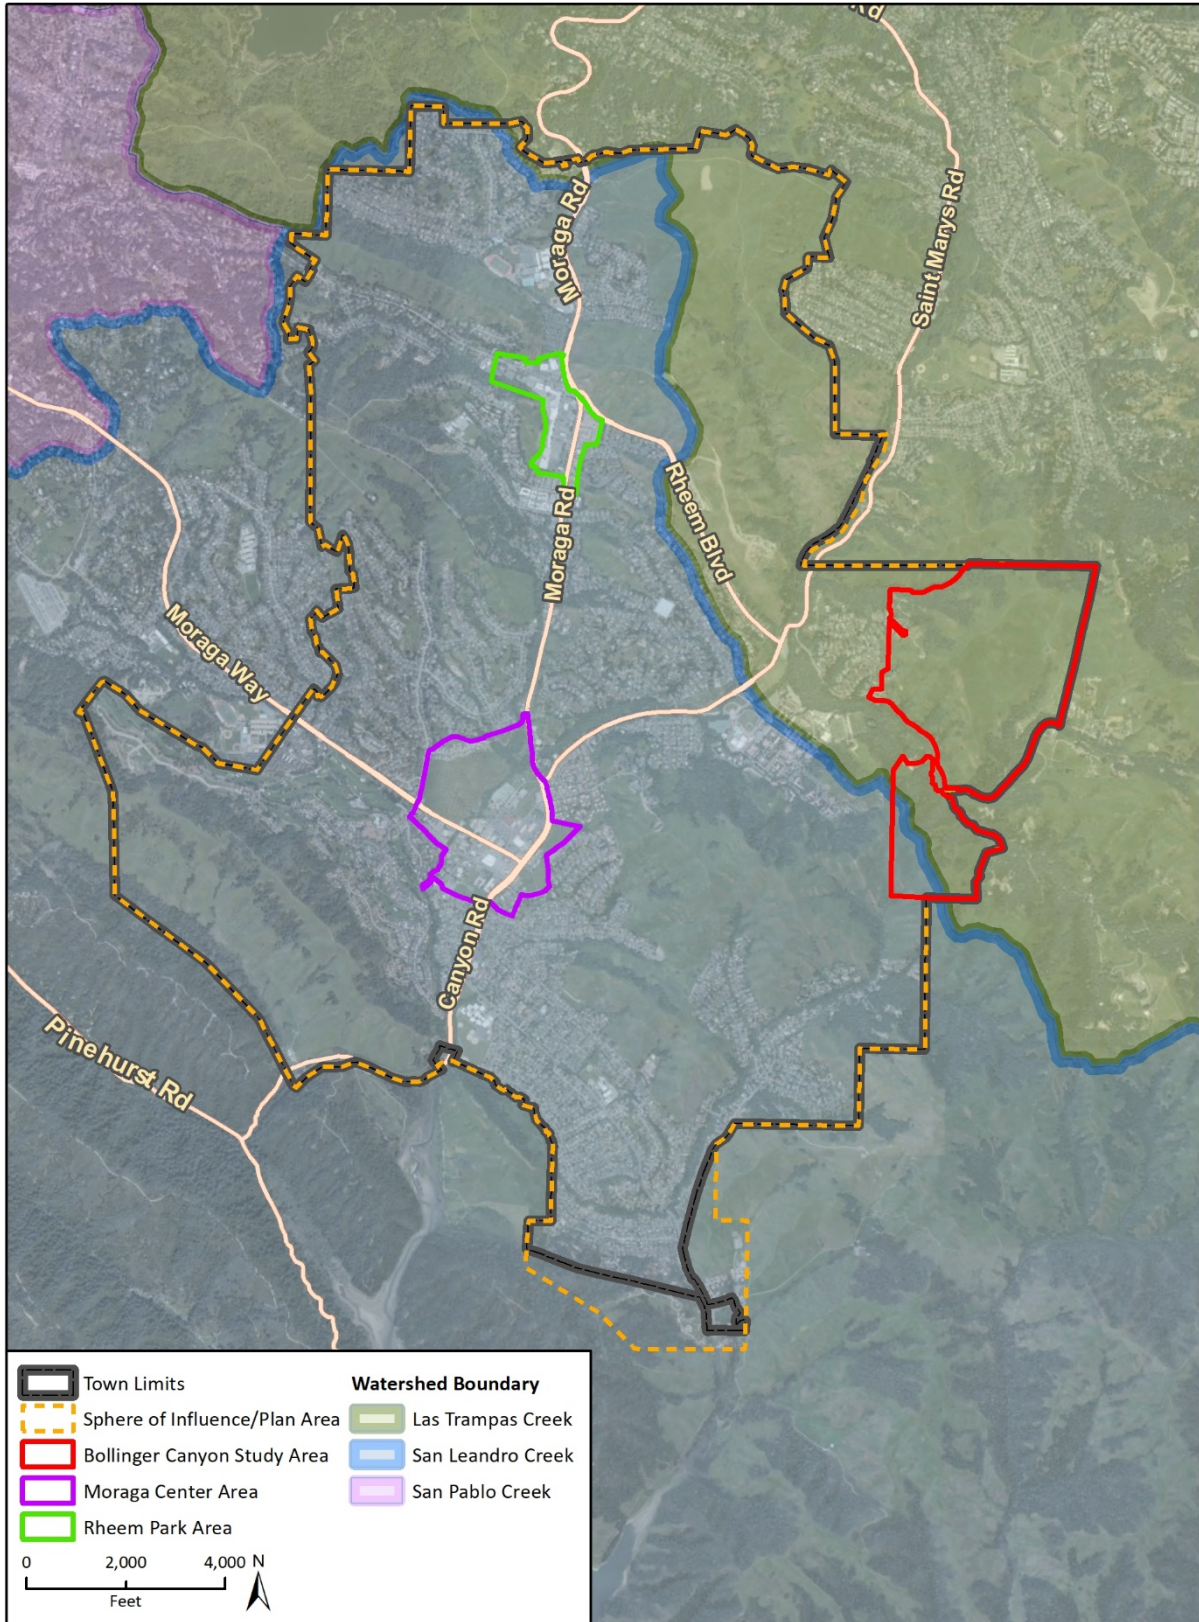 Rd
Moraga Rd
Saint Marys Rd
Moraga Rd
Rheem Blvd
Moraga Way
Canyon Rd
Pinehurst Rd
Town Limits
Sphere of Influence/Plan Area
Bollinger Canyon Study Area
Moraga Center Area
Rheem Park Area
Watershed Boundary
Las Trampas Creek
San Leandro Creek
San Pablo Creek
0 2,000 4,000 N
Feet